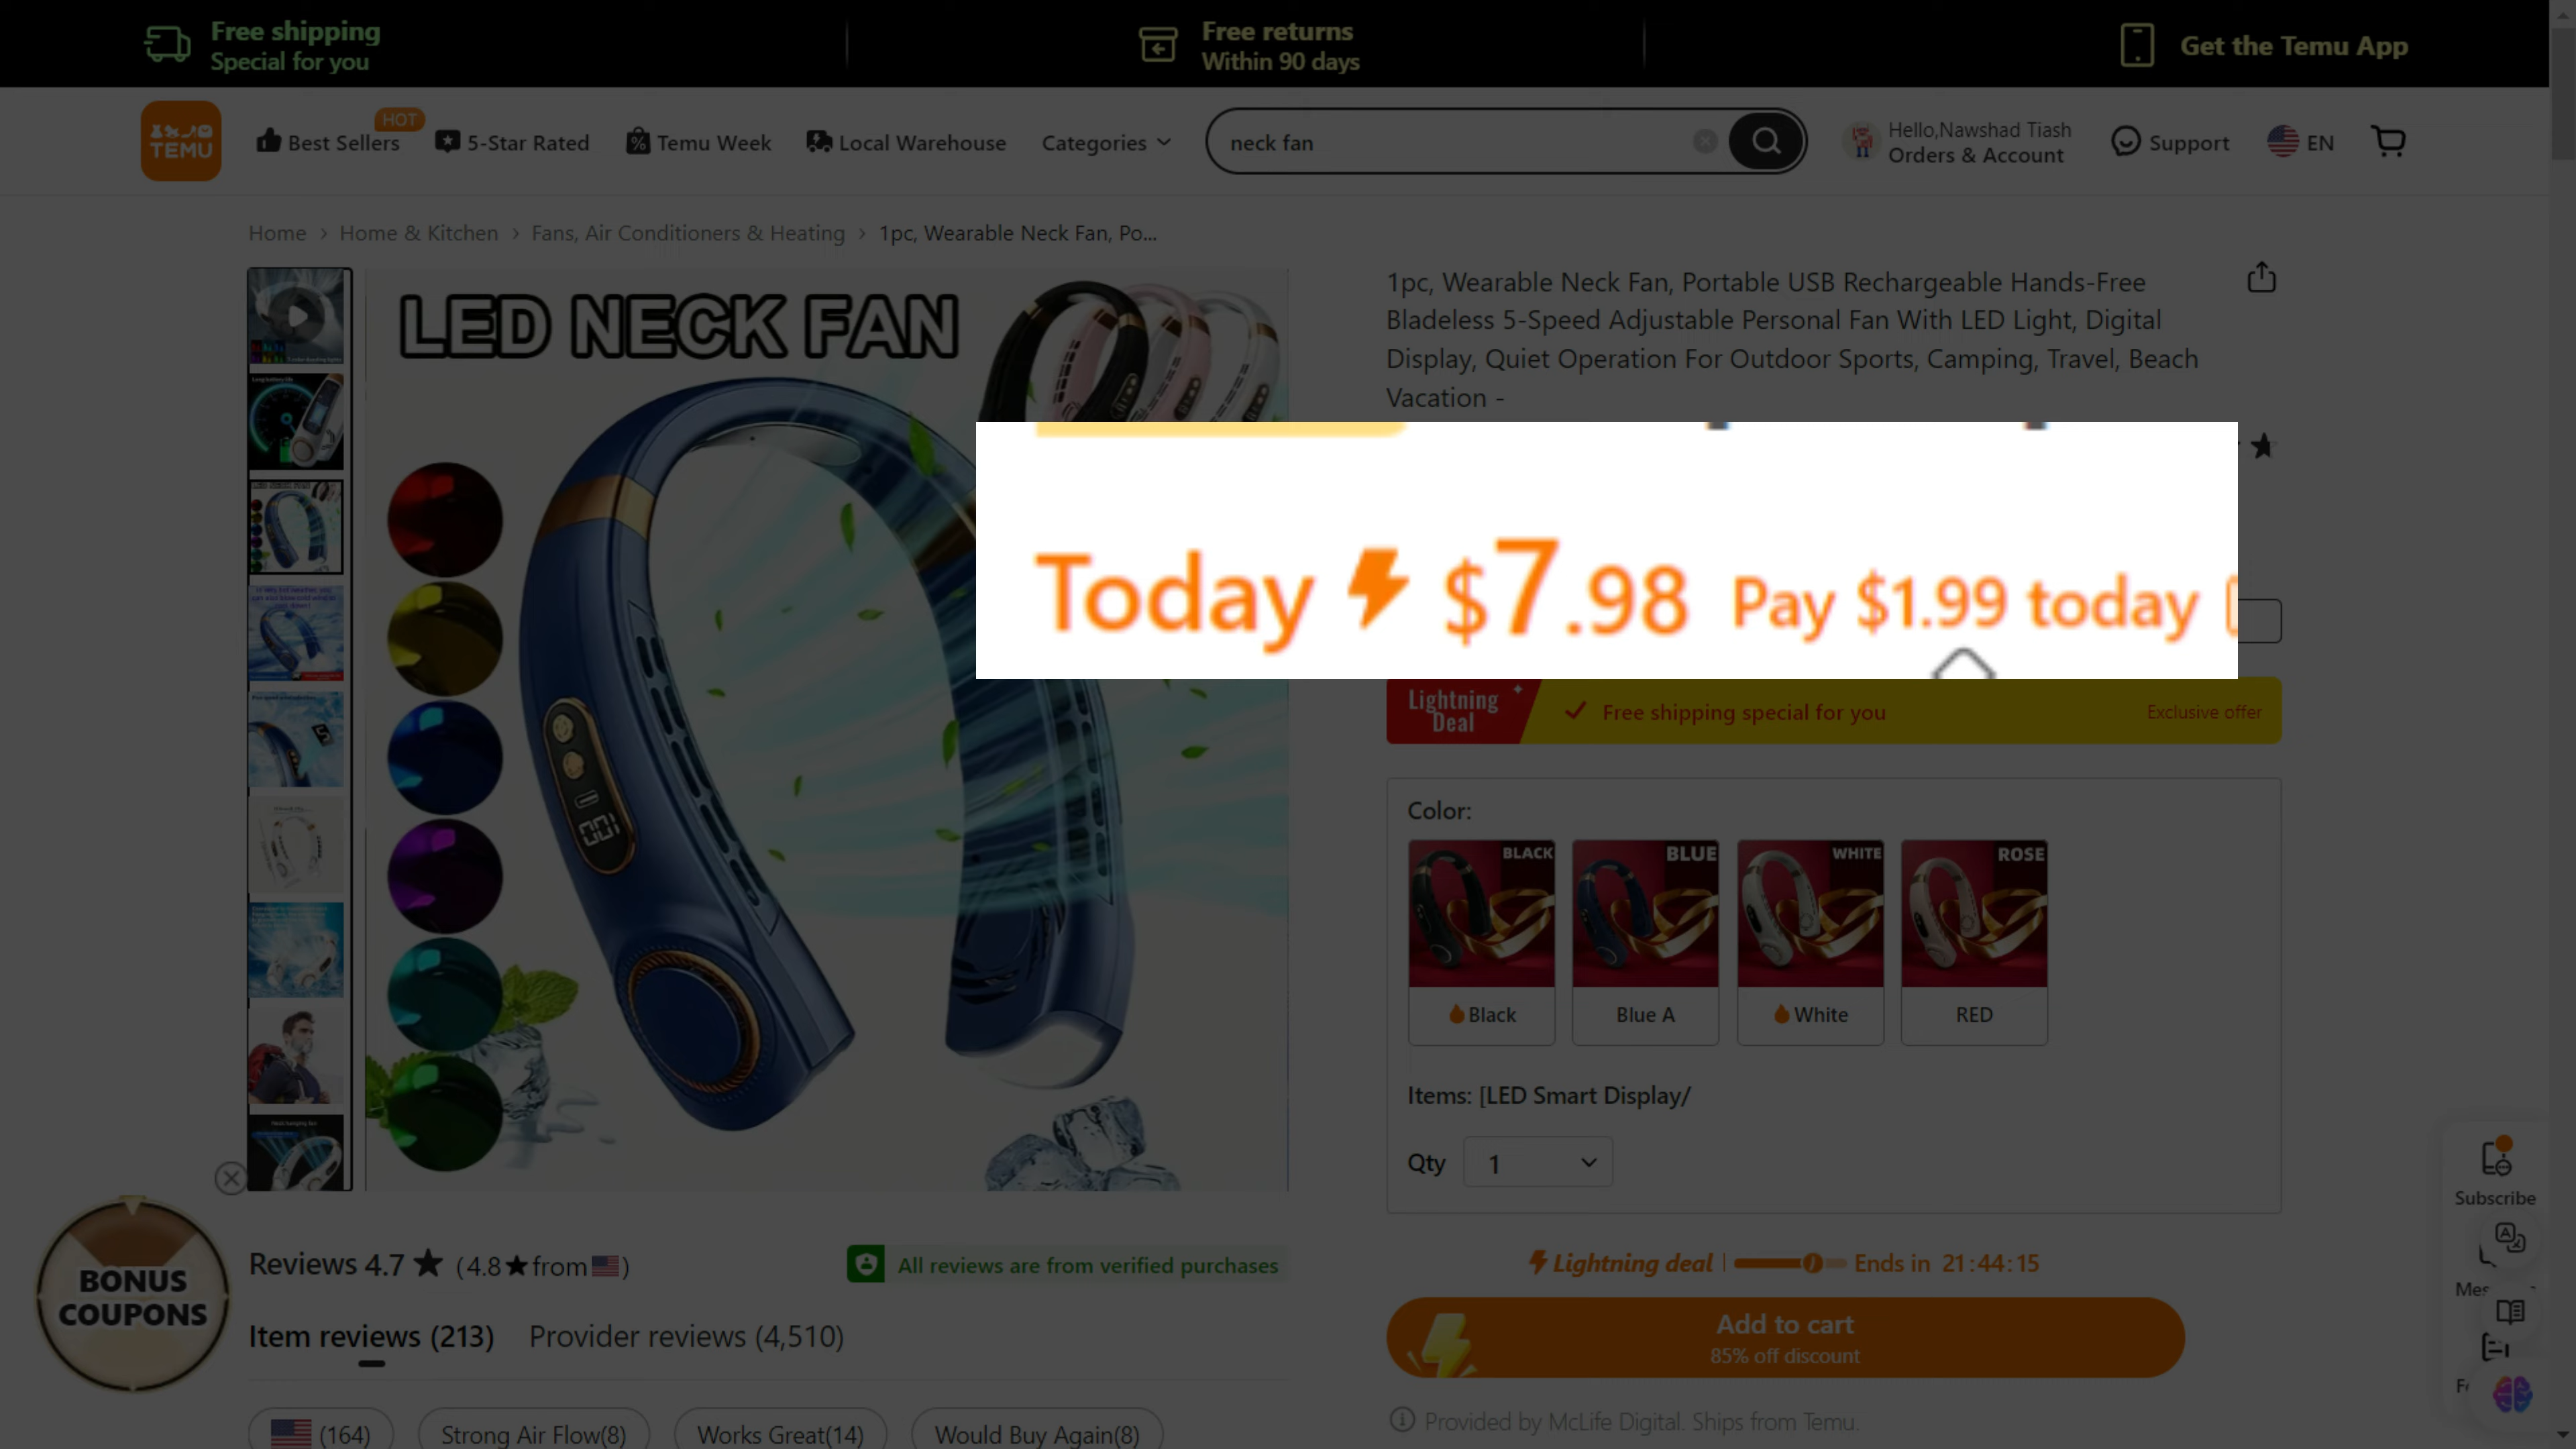 Free shipping
Special for you
Free returns
Within 90 days
Get the Temu App
TEMU
Best Sellers
HOT
5-Star Rated
Temu Week
Local Warehouse
Categories
neck fan
Hello,Nawshad Tiash
Orders & Account
Support
EN
Home › Home & Kitchen › Fans, Air Conditioners & Heating › 1pc, Wearable Neck Fan, Po...
LED NECK FAN
1pc, Wearable Neck Fan, Portable USB Rechargeable Hands-Free
Bladeless 5-Speed Adjustable Personal Fan With LED Light, Digital
Display, Quiet Operation For Outdoor Sports, Camping, Travel, Beach
Vacation -
Today $7.98 Pay $1.99 today
Lightning
Deal
Free shipping special for you
Exclusive offer
Color:
BLACK
BLUE
WHITE
ROSE
Black
Blue A
White
RED
Items: [LED Smart Display/
Qty 1
BONUS
COUPONS
Reviews 4.7 ★ (4.8★from )
All reviews are from verified purchases
Item reviews (213)
Provider reviews (4,510)
(164)
Strong Air Flow(8)
Works Great(14)
Would Buy Again(8)
Lightning deal | Ends in 21:44:15
Add to cart
85% off discount
Provided by McLife Digital. Ships from Temu.
Subscribe